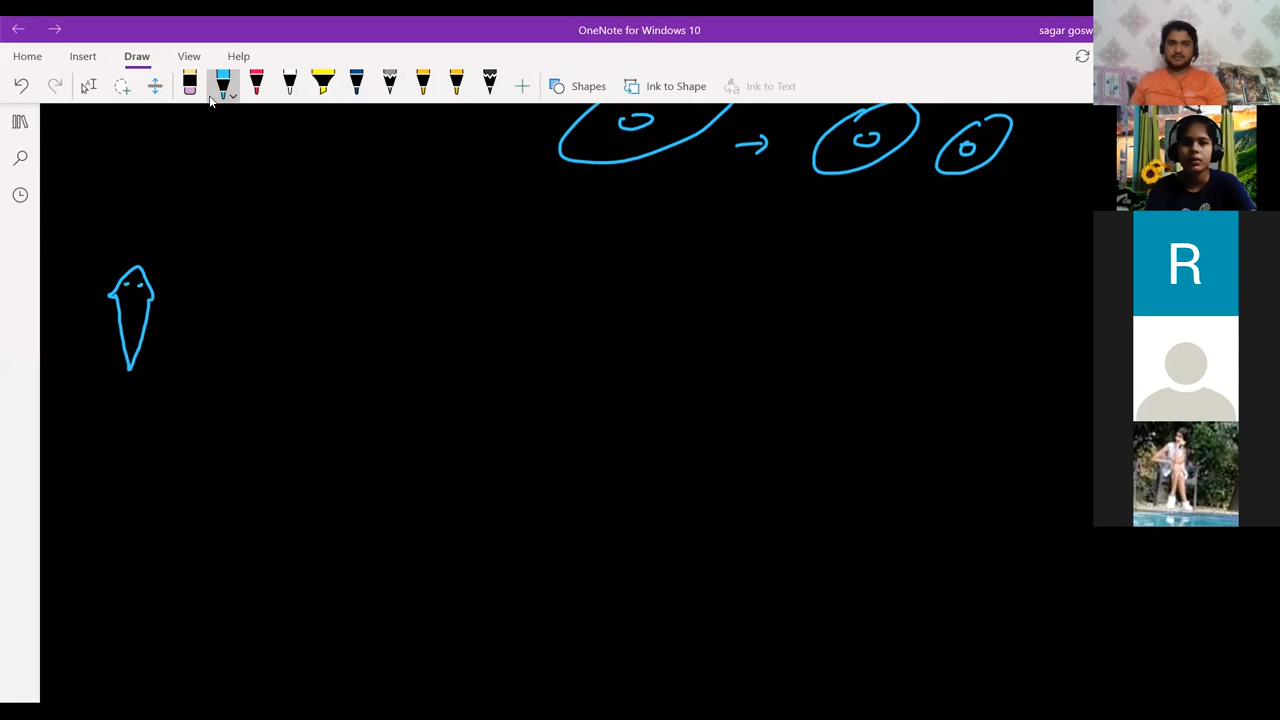 OneNote for Windows 10
sagar gosw
Home Insert Draw View Help
Shapes Ink to Shape Ink to Text
R